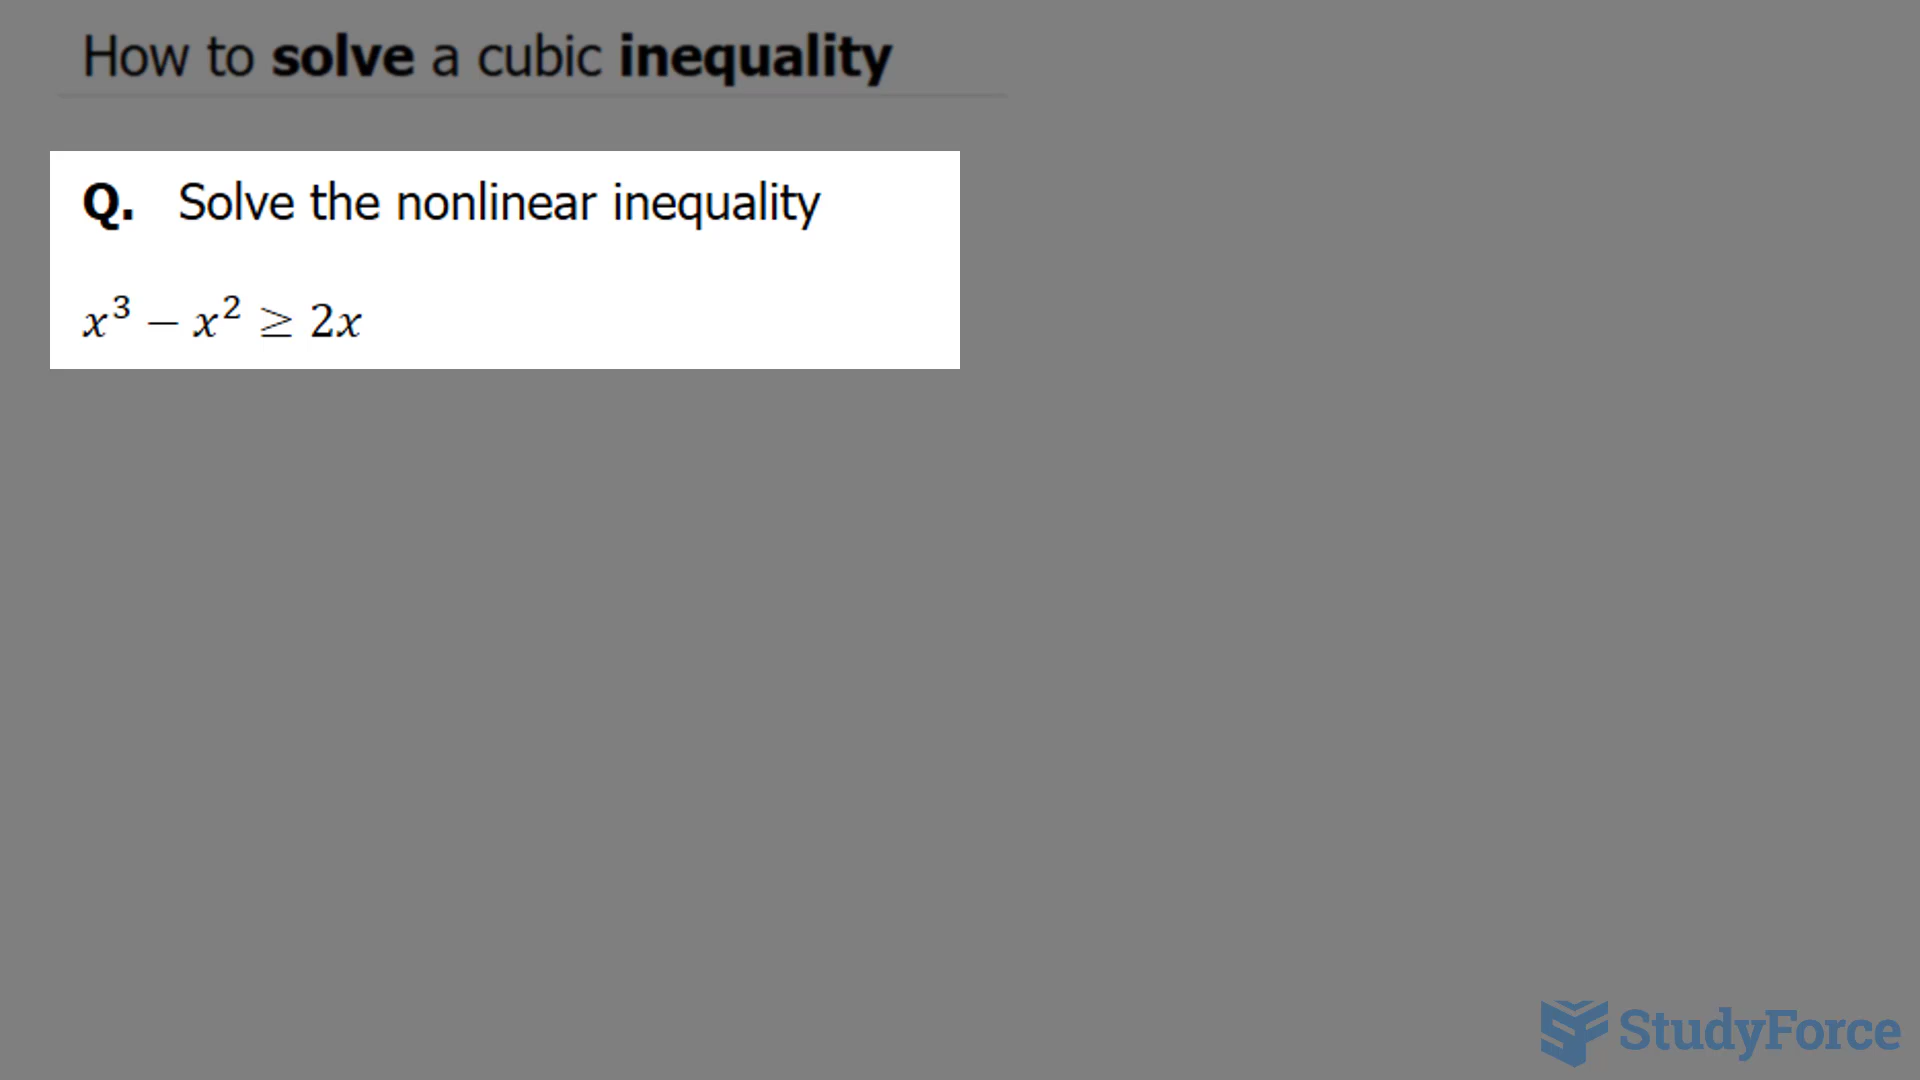 How to solve a cubic inequality
Q. Solve the nonlinear inequality
x³ − x² ≥ 2x
StudyForce